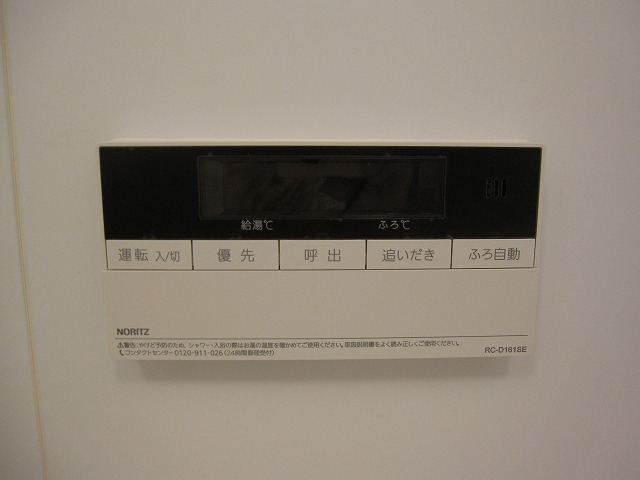 給湯℃ ふろ℃
運転 入/切 優先 呼出 追いだき ふろ自動
NORITZ
⚠警告:やけど予防のため、シャワー・入浴の際はお湯の温度を確かめてご使用ください。取扱説明書をよく読み正しくご使用ください。
コンタクトセンター 0120-911-026(24時間修理受付) RC-D161SE